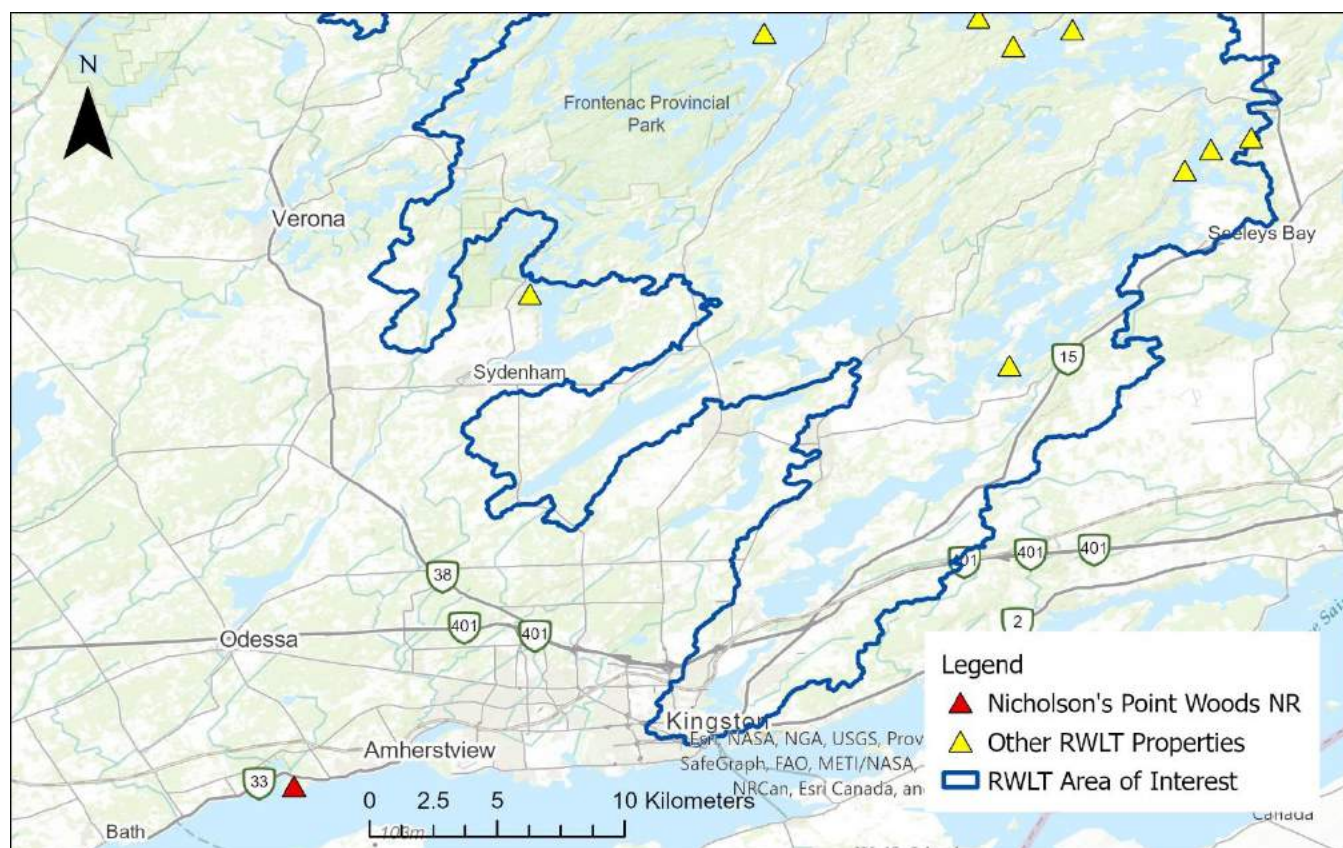 N
Frontenac Provincial
Park
Verona
Seeleys Bay
15
Sydenham
401
401
401
38
2
401
401
Odessa
Legend
Nicholson's Point Woods NR
Other RWLT Properties
RWLT Area of Interest
Kingston
Esri, NASA, NGA, USGS, Prov
SafeGraph, FAO, METI/NASA,
NRCan, Esri Canada, and
Amherstview
33
0 2.5 5 10 Kilometers
103m
Bath
Canada